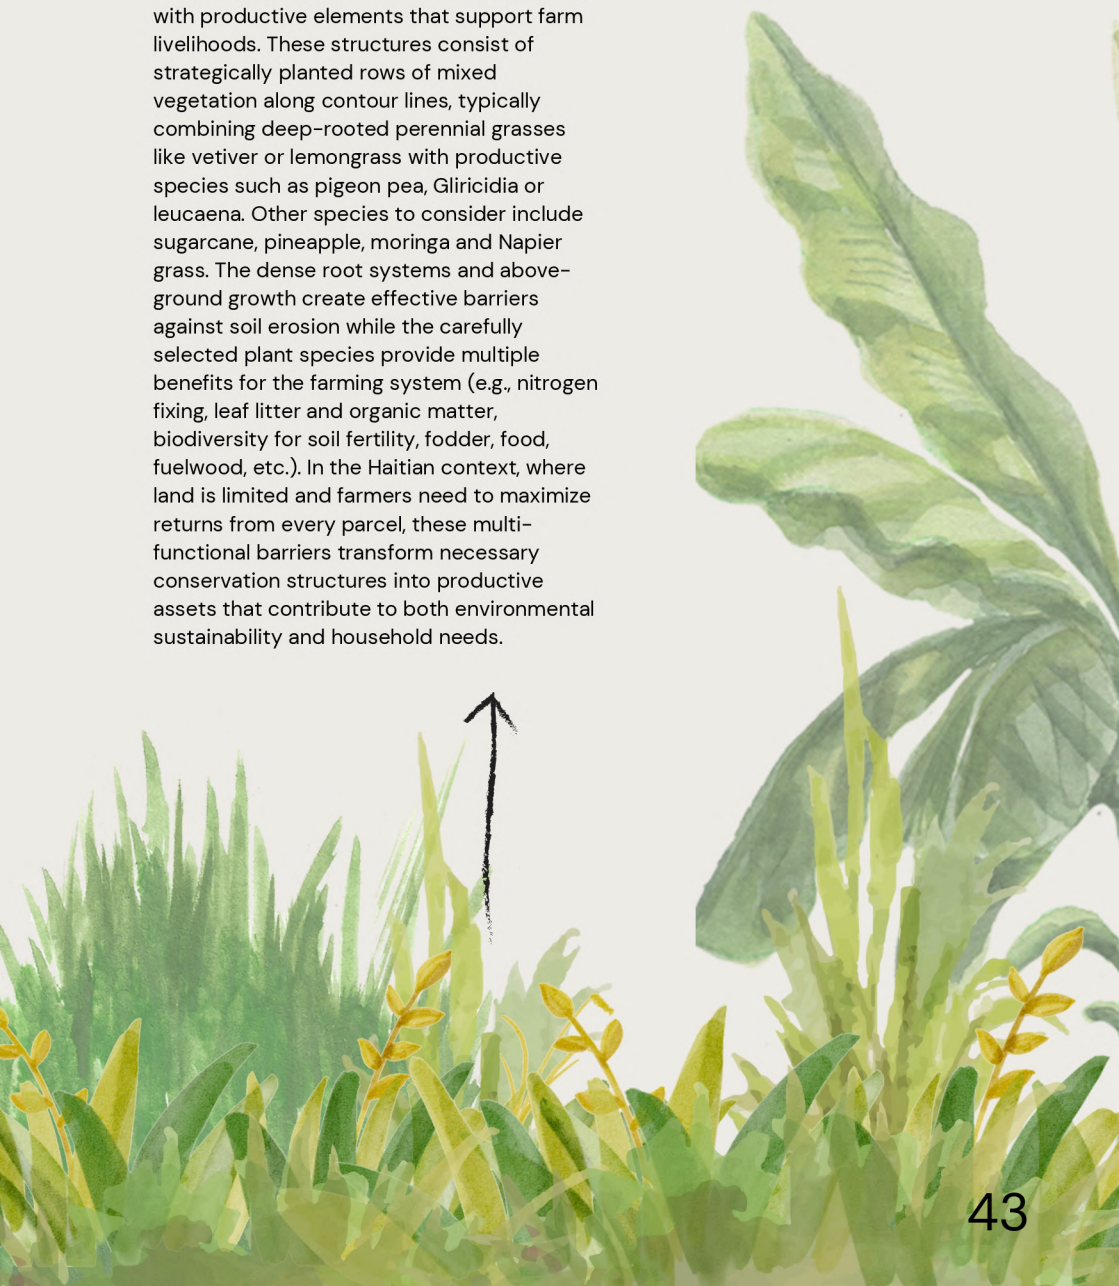 with productive elements that support farm
livelihoods. These structures consist of
strategically planted rows of mixed
vegetation along contour lines, typically
combining deep-rooted perennial grasses
like vetiver or lemongrass with productive
species such as pigeon pea, Gliricidia or
leucaena. Other species to consider include
sugarcane, pineapple, moringa and Napier
grass. The dense root systems and above-
ground growth create effective barriers
against soil erosion while the carefully
selected plant species provide multiple
benefits for the farming system (e.g., nitrogen
fixing, leaf litter and organic matter,
biodiversity for soil fertility, fodder, food,
fuelwood, etc.). In the Haitian context, where
land is limited and farmers need to maximize
returns from every parcel, these multi-
functional barriers transform necessary
conservation structures into productive
assets that contribute to both environmental
sustainability and household needs.
43